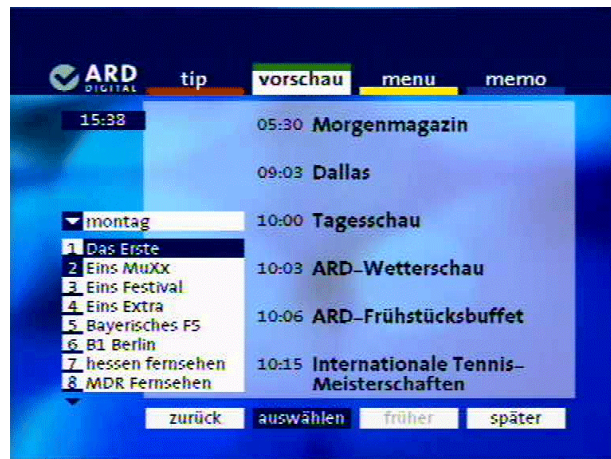 ARD
DIGITAL
tip
vorschau
menu
memo
15:38
05:30 Morgenmagazin
09:03 Dallas
montag
10:00 Tagesschau
1 Das Erste
2 Eins MuXx
3 Eins Festival
4 Eins Extra
5 Bayerisches FS
6 B1 Berlin
7 hessen fernsehen
8 MDR Fernsehen
10:03 ARD-Wetterschau
10:06 ARD-Frühstücksbuffet
10:15 Internationale Tennis-
Meisterschaften
zurück
auswählen
früher
später